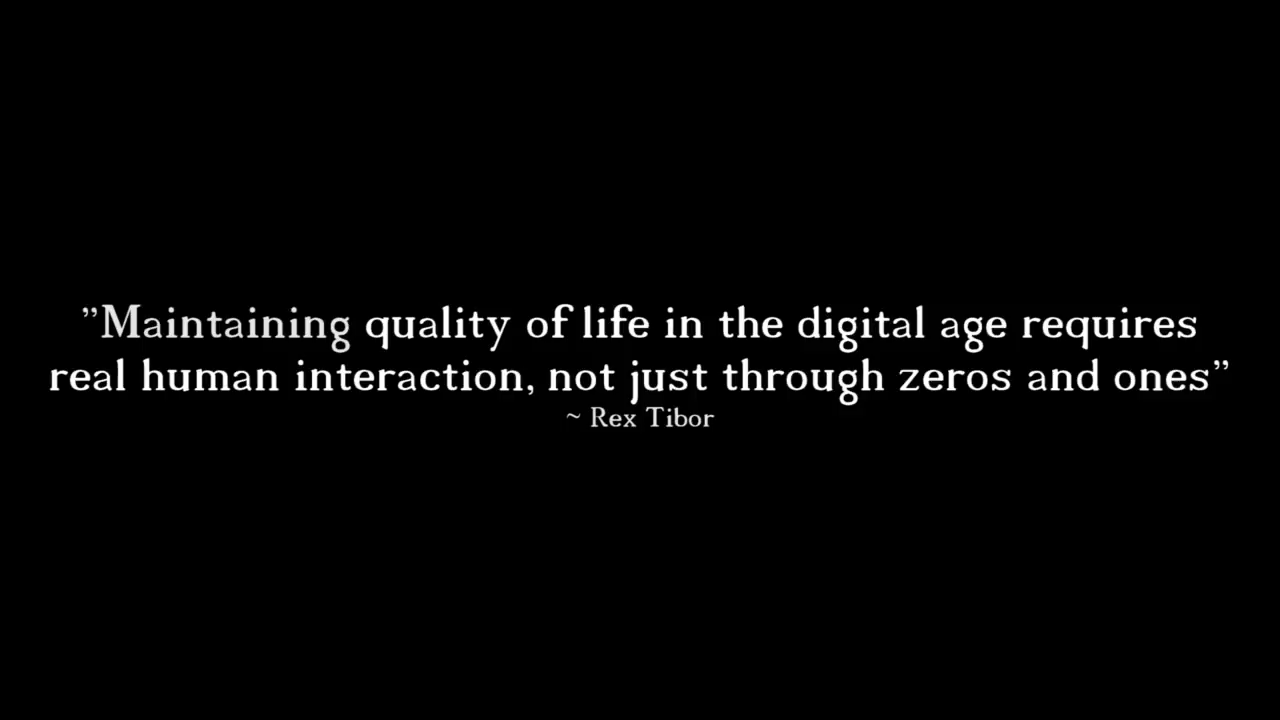 ”Maintaining quality of life in the digital age requires
real human interaction, not just through zeros and ones”
~ Rex Tibor